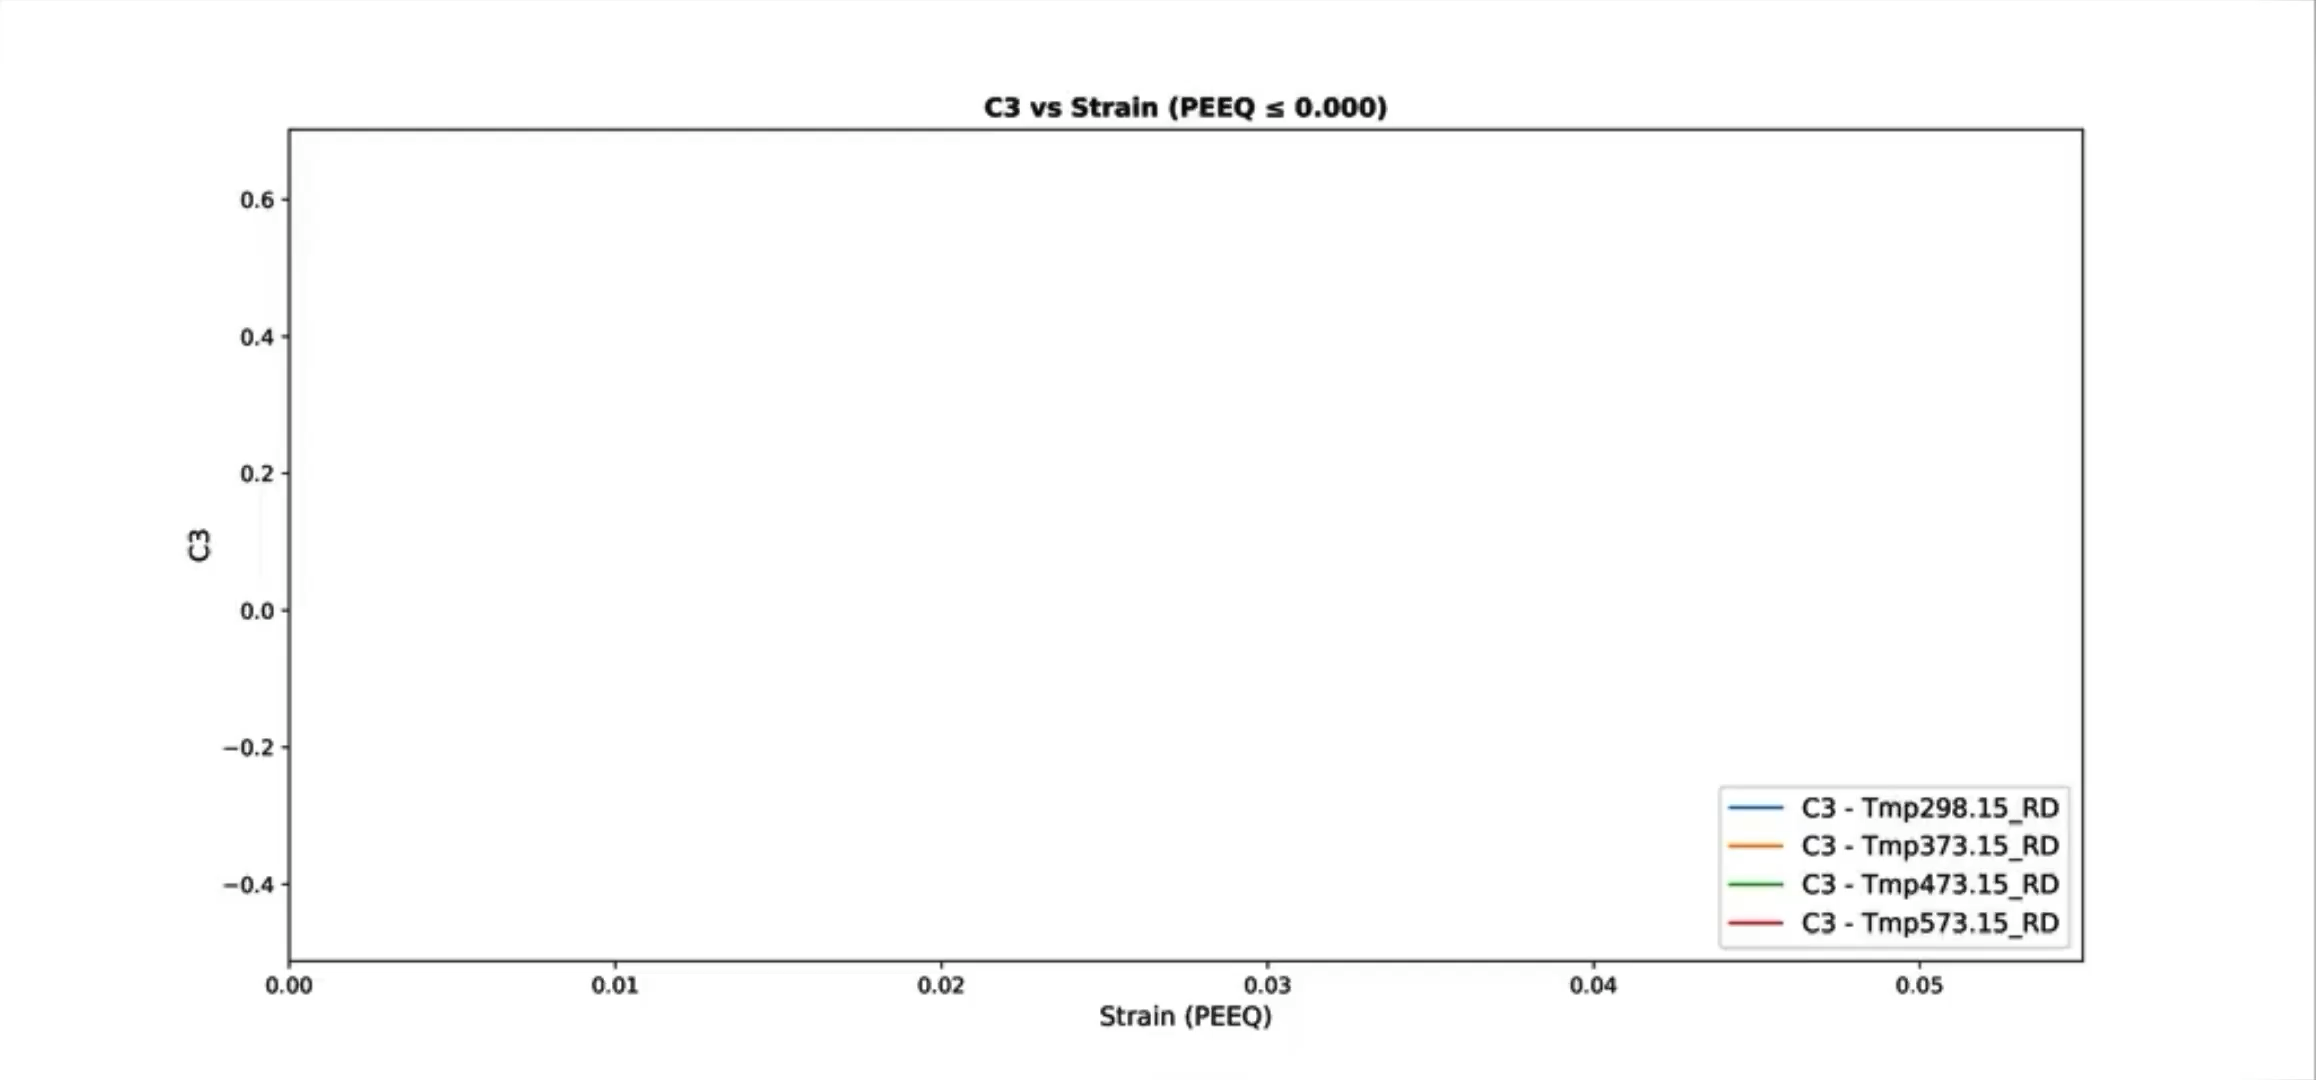 C3 vs Strain (PEEQ ≤ 0.000)
0.6
0.4
0.2
C3
0.0
−0.2
−0.4
C3 - Tmp298.15_RD
C3 - Tmp373.15_RD
C3 - Tmp473.15_RD
C3 - Tmp573.15_RD
0.00 0.01 0.02 0.03 0.04 0.05
Strain (PEEQ)